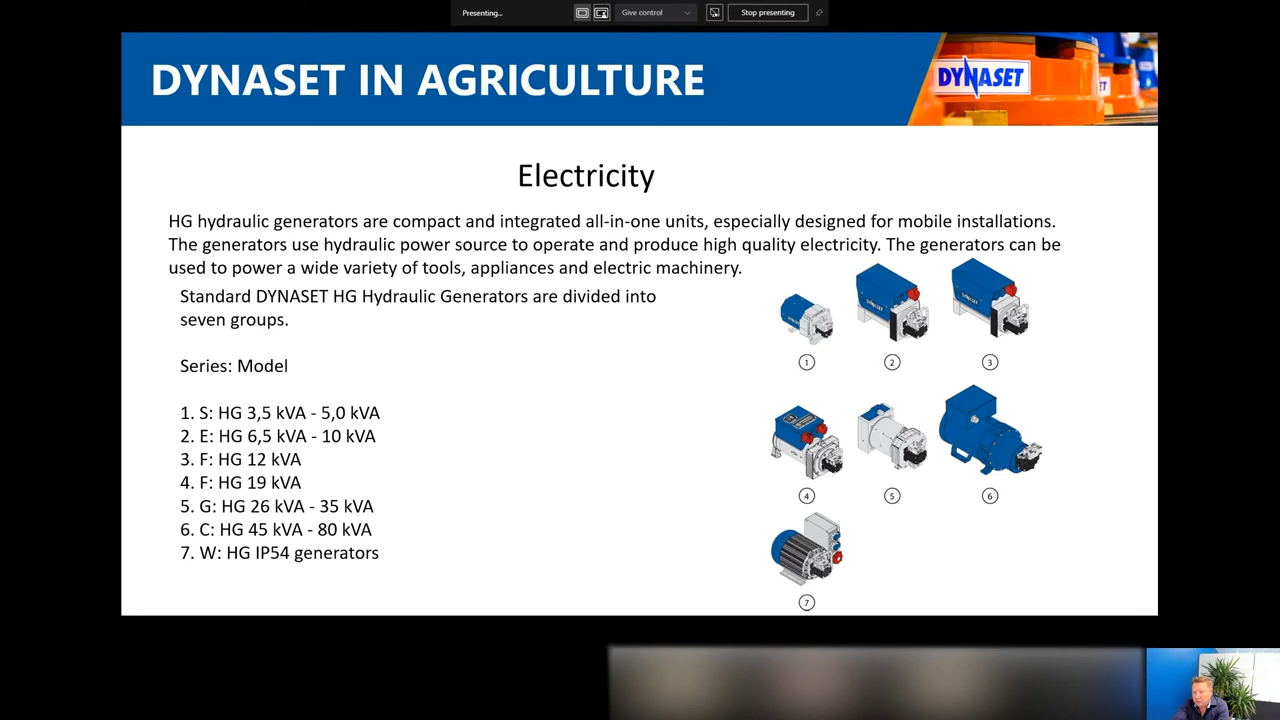 Presenting...
Give control
Stop presenting
DYNASET IN AGRICULTURE
DYNASET
Electricity
HG hydraulic generators are compact and integrated all-in-one units, especially designed for mobile installations.
The generators use hydraulic power source to operate and produce high quality electricity. The generators can be
used to power a wide variety of tools, appliances and electric machinery.
Standard DYNASET HG Hydraulic Generators are divided into
seven groups.
Series: Model
1. S: HG 3,5 kVA - 5,0 kVA
2. E: HG 6,5 kVA - 10 kVA
3. F: HG 12 kVA
4. F: HG 19 kVA
5. G: HG 26 kVA - 35 kVA
6. C: HG 45 kVA - 80 kVA
7. W: HG IP54 generators
1
2
3
4
5
6
7